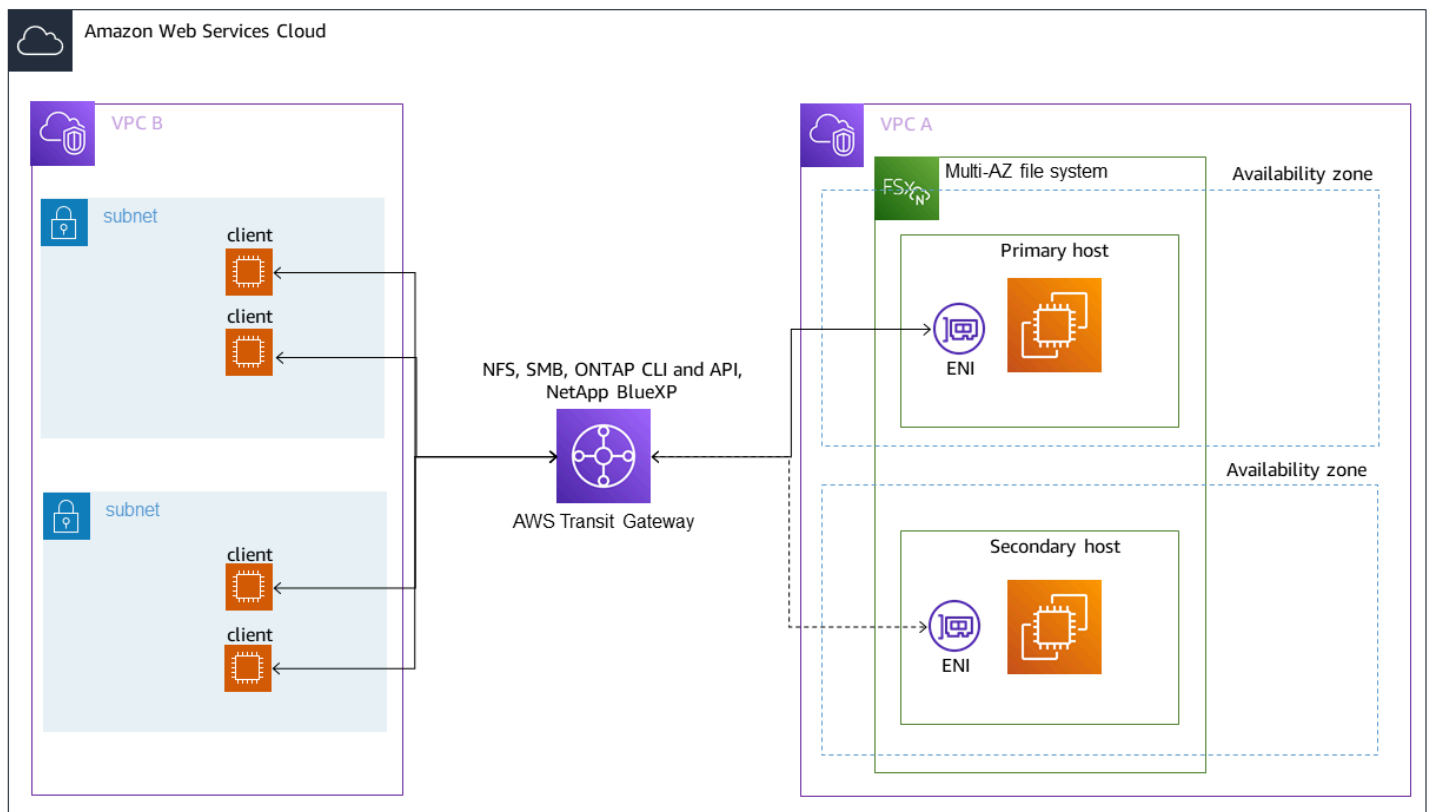 Amazon Web Services Cloud
VPC B
subnet
client
client
subnet
client
client
NFS, SMB, ONTAP CLI and API,
NetApp BlueXP
AWS Transit Gateway
VPC A
FSx
N
Multi-AZ file system
Availability zone
Primary host
ENI
Availability zone
Secondary host
ENI